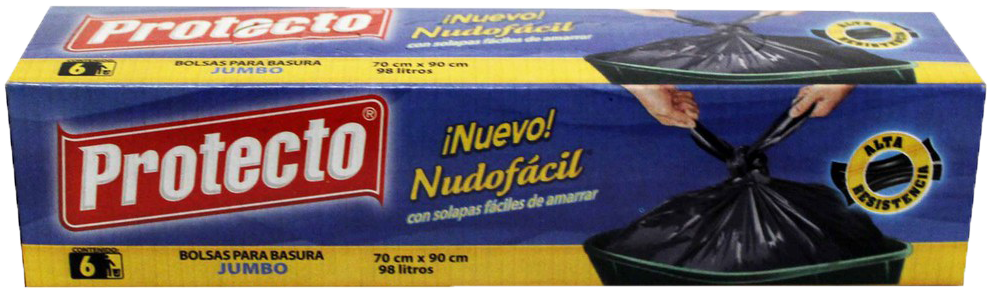 Protecto
¡Nuevo!
Nudofácil
con solapas fáciles de amarrar
ALTA
RESISTENCIA
6
BOLSAS PARA BASURA
JUMBO
70 cm x 90 cm
98 litros
Protecto®
¡Nuevo!
Nudofácil
con solapas fáciles de amarrar
ALTA
RESISTENCIA
CONTENIDO:
6
BOLSAS PARA BASURA
JUMBO
70 cm x 90 cm
98 litros